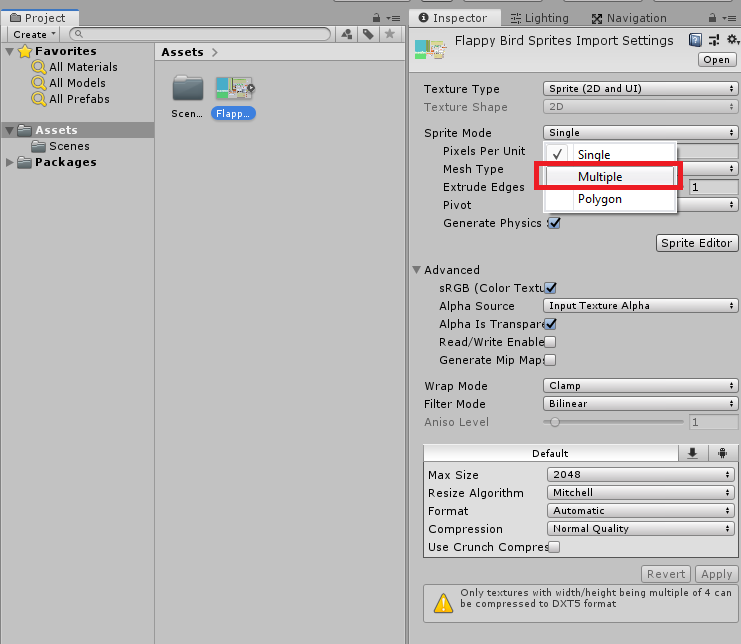 Project
Create
Favorites
All Materials
All Models
All Prefabs
Assets
Scenes
Packages
Assets
Scen...
Flapp...
Inspector
Lighting
Navigation
Flappy Bird Sprites Import Settings
Open
Texture Type Sprite (2D and UI)
Texture Shape 2D
Sprite Mode Single
Pixels Per Unit
Single
Mesh Type
Multiple
Extrude Edges 1
Pivot
Polygon
Generate Physics
Sprite Editor
Advanced
sRGB (Color Textu
Alpha Source Input Texture Alpha
Alpha Is Transpare
Read/Write Enable
Generate Mip Maps
Wrap Mode Clamp
Filter Mode Bilinear
Aniso Level 1
Default
Max Size 2048
Resize Algorithm Mitchell
Format Automatic
Compression Normal Quality
Use Crunch Compres
Revert Apply
Only textures with width/height being multiple of 4 can
be compressed to DXT5 format